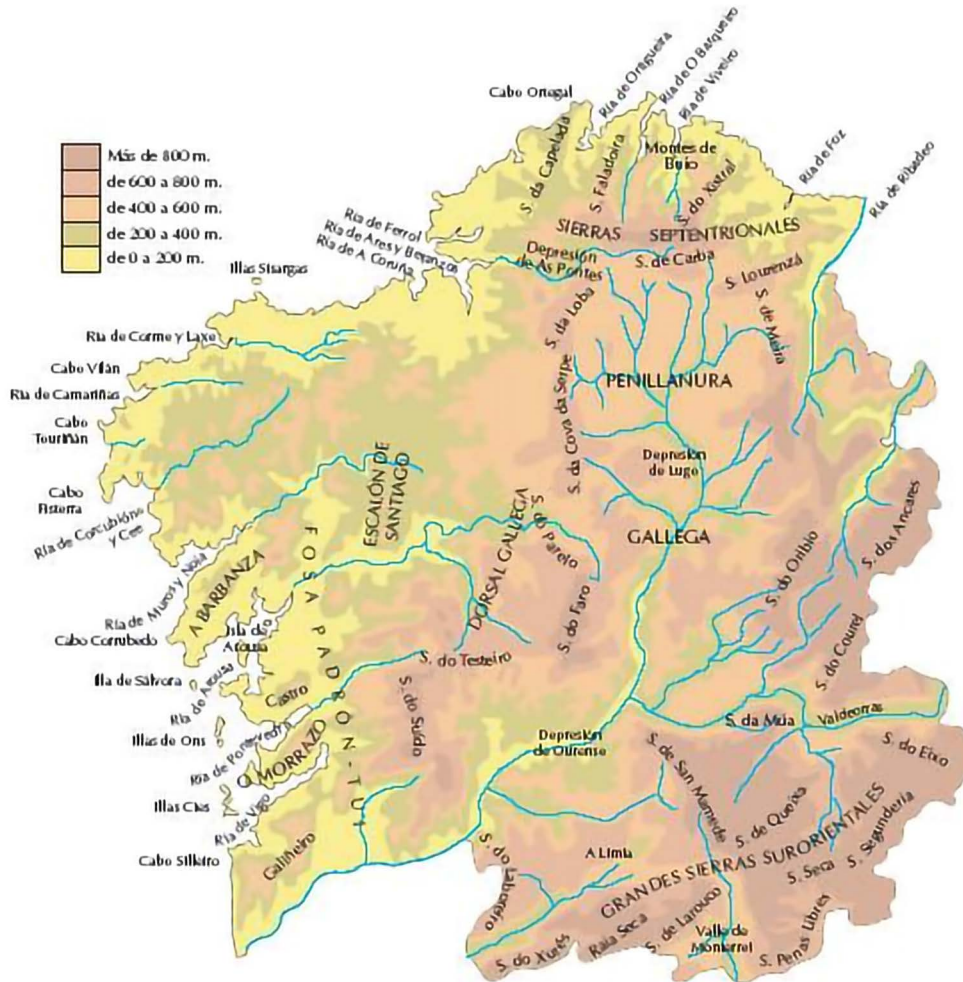 Cabo Ortegal
Ría de Ortigueira
Ría de O Barqueiro
Ría de Viveiro
Más de 800 m.
de 600 a 800 m.
de 400 a 600 m.
de 200 a 400 m.
de 0 a 200 m.
S. da Capelada
S. Faladoira
Montes de
Buio
S. do Xistral
Ría de Foz
Ría de Ribadeo
Ría de Ferrol
Ría de Ares y Betanzos
Ría de A Coruña
SIERRAS SEPTENTRIONALES
Depresión
de As Pontes
S. de Carba
S. Lourenzá
Illas Sisargas
S. da Loba
S. de Meira
Ría de Corme y Laxe
Cabo Vilán
Ría de Camariñas
Cabo
Touriñán
S. da Cova da Serpe
PENILLANURA
Depresión
de Lugo
GALLEGA
ESCALÓN DE
SANTIAGO
Cabo
Fisterra
Ría de Corcubión
y Cee
FOSA PADRÓN-TUI
DORSAL GALLEGA
S. do Farelo
S. dos Ancares
S. do Oribio
Ría de Muros y Noia
A BARBANZA
S. do Faro
Cabo Corrubedo
Isla de
Arousa
S. do Testeiro
S. do Courel
Illa de Sálvora
Ría de Arousa
Castro
S. do Suído
S. da Múa
Valdeorras
Illas de Ons
Ría de Pontevedra
O MORRAZO
Depresión
de Ourense
S. do Eixo
Illas Cíes
Ría de Vigo
S. de San Mamede
S. de Queixa
GRANDES SIERRAS SURORIENTALES
Cabo Silleiro
Galiñeiro
S. do Laboreiro
A Limia
S. Seca
S. Segundería
S. do Xurés
Raia Seca
S. de Larouco
Valle de
Monterrei
S. Penas Libres